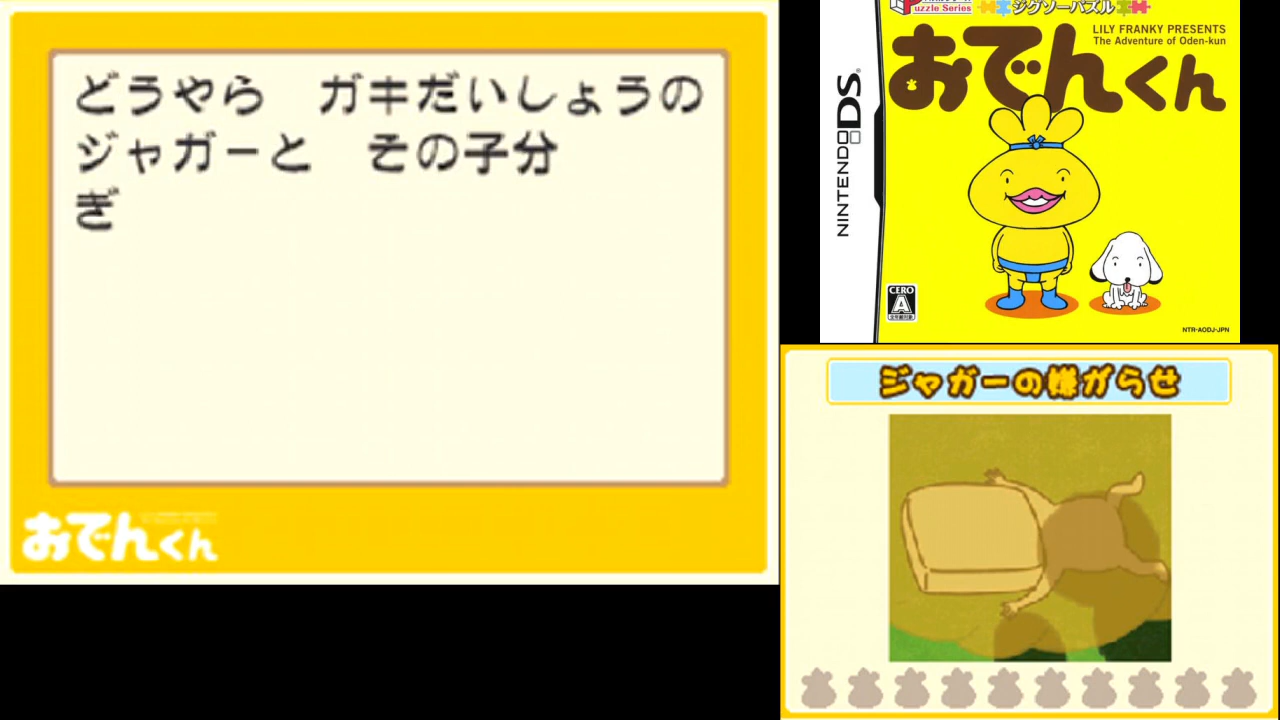 どうやら　ガキだいしょうの
ジャガーと　その子分
ぎ
おでんくん
uzzle Series
ジグソーパズル
LILY FRANKY PRESENTS
The Adventure of Oden-kun
おでんくん
NINTENDO DS
CERO
A
NTR-AODJ-JPN
ジャガーの嫌がらせ